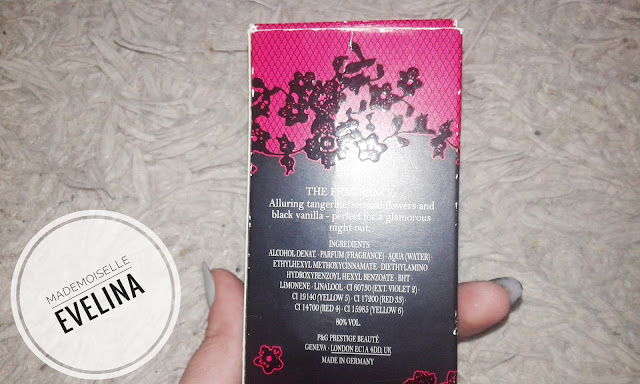 THE FRAGRANCE
Alluring tangerine, sensual flowers and
black vanilla - perfect for a glamorous
night out.
INGREDIENTS:
ALCOHOL DENAT. · PARFUM (FRAGRANCE) · AQUA (WATER) ·
ETHYLHEXYL METHOXYCINNAMATE · DIETHYLAMINO
HYDROXYBENZOYL HEXYL BENZOATE · BHT ·
LIMONENE · LINALOOL · CI 60730 (EXT. VIOLET 2) ·
CI 19140 (YELLOW 5) · CI 17200 (RED 33) ·
CI 14700 (RED 4) · CI 15985 (YELLOW 6)
80% VOL.
P&G PRESTIGE BEAUTÉ
GENEVA · LONDON EC1A 4DD, UK
MADE IN GERMANY
MADEMOISELLE
EVELINA